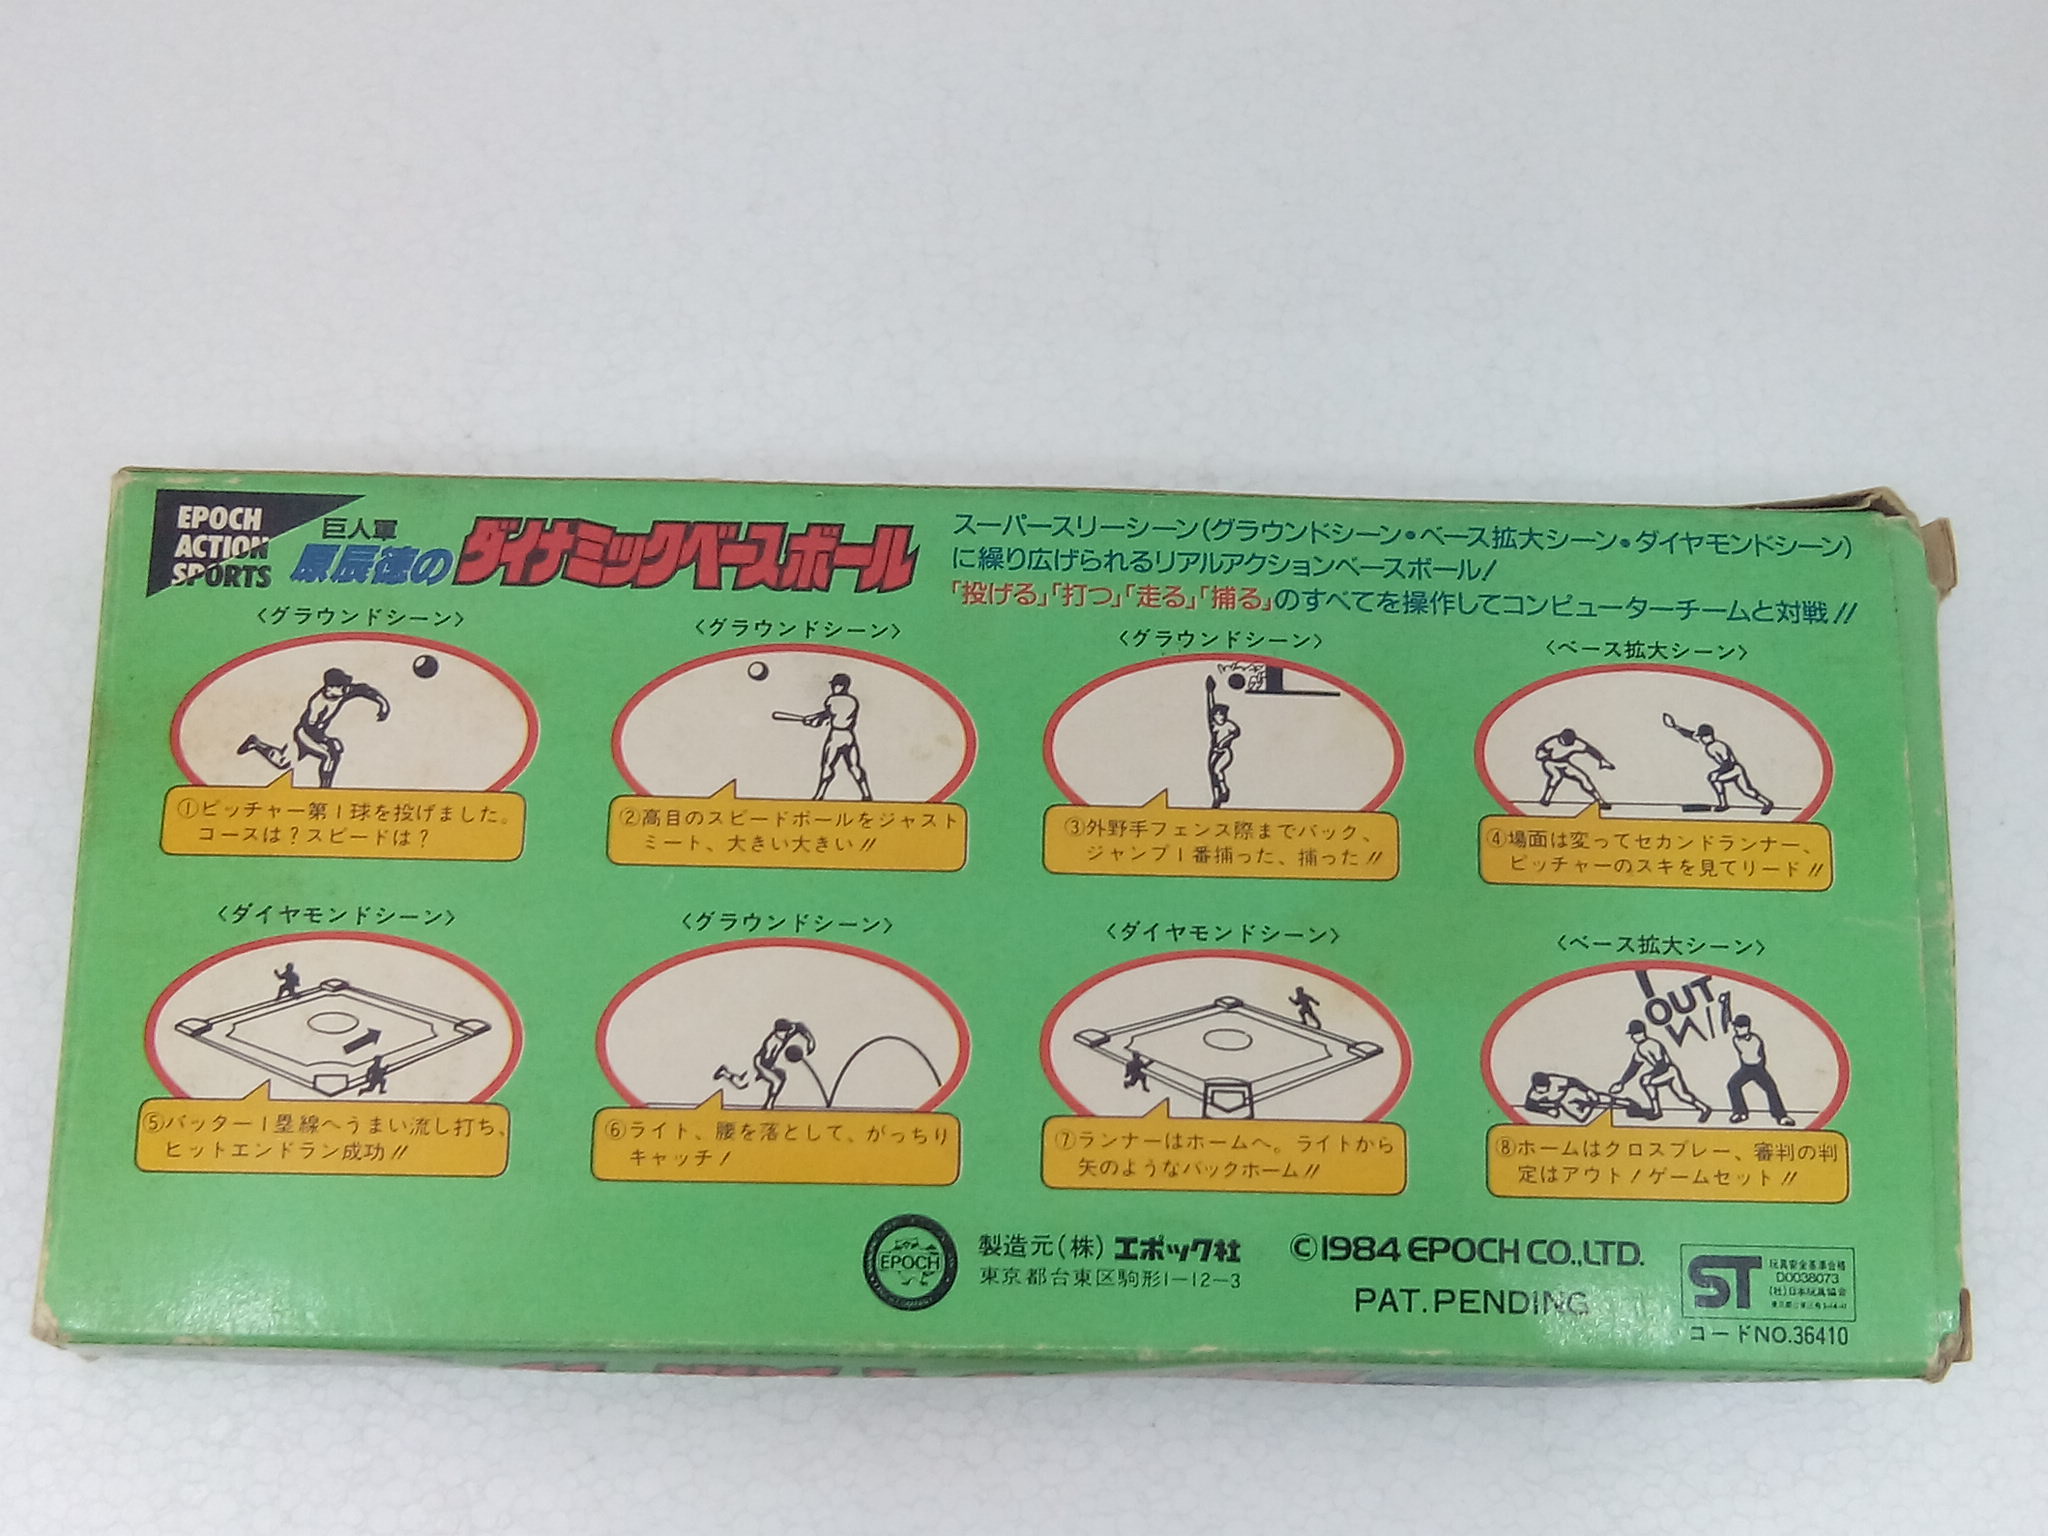 EPOCH
ACTION
SPORTS
巨人軍
原辰徳の
ダイナミックベースボール
スーパースリーシーン(グラウンドシーン・ベース拡大シーン・ダイヤモンドシーン)
に繰り広げられるリアルアクションベースボール!
「投げる」「打つ」「走る」「捕る」のすべてを操作してコンピューターチームと対戦!!
〈グラウンドシーン〉
①ピッチャー第1球を投げました。
コースは?スピードは?
〈グラウンドシーン〉
②高目のスピードボールをジャスト
ミート、大きい大きい!!
〈グラウンドシーン〉
③外野手フェンス際までバック、
ジャンプ1番捕った、捕った!!
〈ベース拡大シーン〉
④場面は変ってセカンドランナー、
ピッチャーのスキを見てリード!!
〈ダイヤモンドシーン〉
⑤バッター1塁線へうまい流し打ち、
ヒットエンドラン成功!!
〈グラウンドシーン〉
⑥ライト、腰を落として、がっちり
キャッチ!
〈ダイヤモンドシーン〉
⑦ランナーはホームへ。ライトから
矢のようなバックホーム!!
〈ベース拡大シーン〉
OUT
⑧ホームはクロスプレー、審判の判
定はアウト!ゲームセット!!
EPOCH
製造元(株)エポック社
東京都台東区駒形1-12-3
©1984 EPOCH CO.,LTD.
PAT.PENDING
ST
玩具安全基準合格
D0038073
(社)日本玩具協会
コードNO.36410